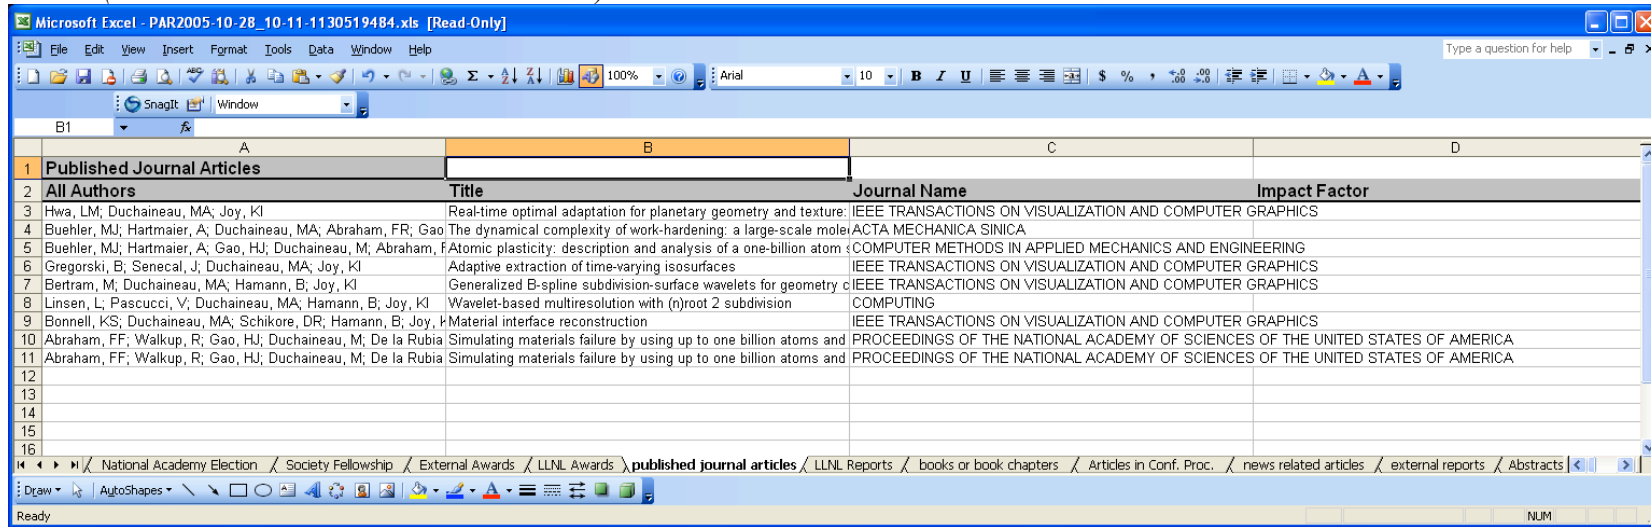 Microsoft Excel - PAR2005-10-28_10-11-1130519484.xls [Read-Only]
File Edit View Insert Format Tools Data Window Help Type a question for help
100% Arial 10 B I U $ % ,
SnagIt Window
B1 fx
A B C D
1 Published Journal Articles
2 All Authors Title Journal Name Impact Factor
3 Hwa, LM; Duchaineau, MA; Joy, KI Real-time optimal adaptation for planetary geometry and texture: IEEE TRANSACTIONS ON VISUALIZATION AND COMPUTER GRAPHICS
4 Buehler, MJ; Hartmaier, A; Duchaineau, MA; Abraham, FR; Gao The dynamical complexity of work-hardening: a large-scale mole ACTA MECHANICA SINICA
5 Buehler, MJ; Hartmaier, A; Gao, HJ; Duchaineau, M; Abraham, F Atomic plasticity: description and analysis of a one-billion atom s COMPUTER METHODS IN APPLIED MECHANICS AND ENGINEERING
6 Gregorski, B; Senecal, J; Duchaineau, MA; Joy, KI Adaptive extraction of time-varying isosurfaces IEEE TRANSACTIONS ON VISUALIZATION AND COMPUTER GRAPHICS
7 Bertram, M; Duchaineau, MA; Hamann, B; Joy, KI Generalized B-spline subdivision-surface wavelets for geometry c IEEE TRANSACTIONS ON VISUALIZATION AND COMPUTER GRAPHICS
8 Linsen, L; Pascucci, V; Duchaineau, MA; Hamann, B; Joy, KI Wavelet-based multiresolution with (n)root 2 subdivision COMPUTING
9 Bonnell, KS; Duchaineau, MA; Schikore, DR; Hamann, B; Joy, K Material interface reconstruction IEEE TRANSACTIONS ON VISUALIZATION AND COMPUTER GRAPHICS
10 Abraham, FF; Walkup, R; Gao, HJ; Duchaineau, M; De la Rubia Simulating materials failure by using up to one billion atoms and PROCEEDINGS OF THE NATIONAL ACADEMY OF SCIENCES OF THE UNITED STATES OF AMERICA
11 Abraham, FF; Walkup, R; Gao, HJ; Duchaineau, M; De la Rubia Simulating materials failure by using up to one billion atoms and PROCEEDINGS OF THE NATIONAL ACADEMY OF SCIENCES OF THE UNITED STATES OF AMERICA
12
13
14
15
16
National Academy Election / Society Fellowship / External Awards / LLNL Awards \ published journal articles / LLNL Reports / books or book chapters / Articles in Conf. Proc. / news related articles / external reports / Abstracts
Draw AutoShapes A
Ready NUM